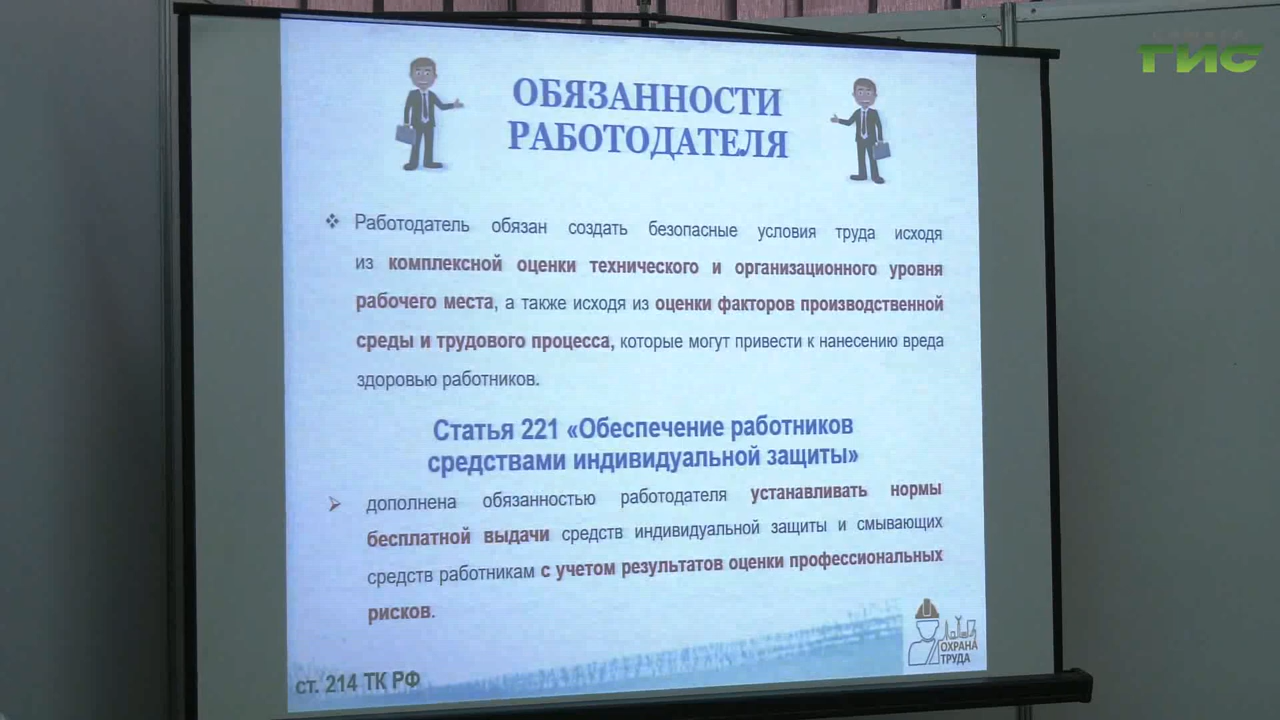 САМАРА
ГИС
ОБЯЗАННОСТИ
РАБОТОДАТЕЛЯ
Работодатель обязан создать безопасные условия труда исходя
из комплексной оценки технического и организационного уровня
рабочего места, а также исходя из оценки факторов производственной
среды и трудового процесса, которые могут привести к нанесению вреда
здоровью работников.
Статья 221 «Обеспечение работников
средствами индивидуальной защиты»
дополнена обязанностью работодателя устанавливать нормы
бесплатной выдачи средств индивидуальной защиты и смывающих
средств работникам с учетом результатов оценки профессиональных
рисков.
ОХРАНА
ТРУДА
ст. 214 ТК РФ